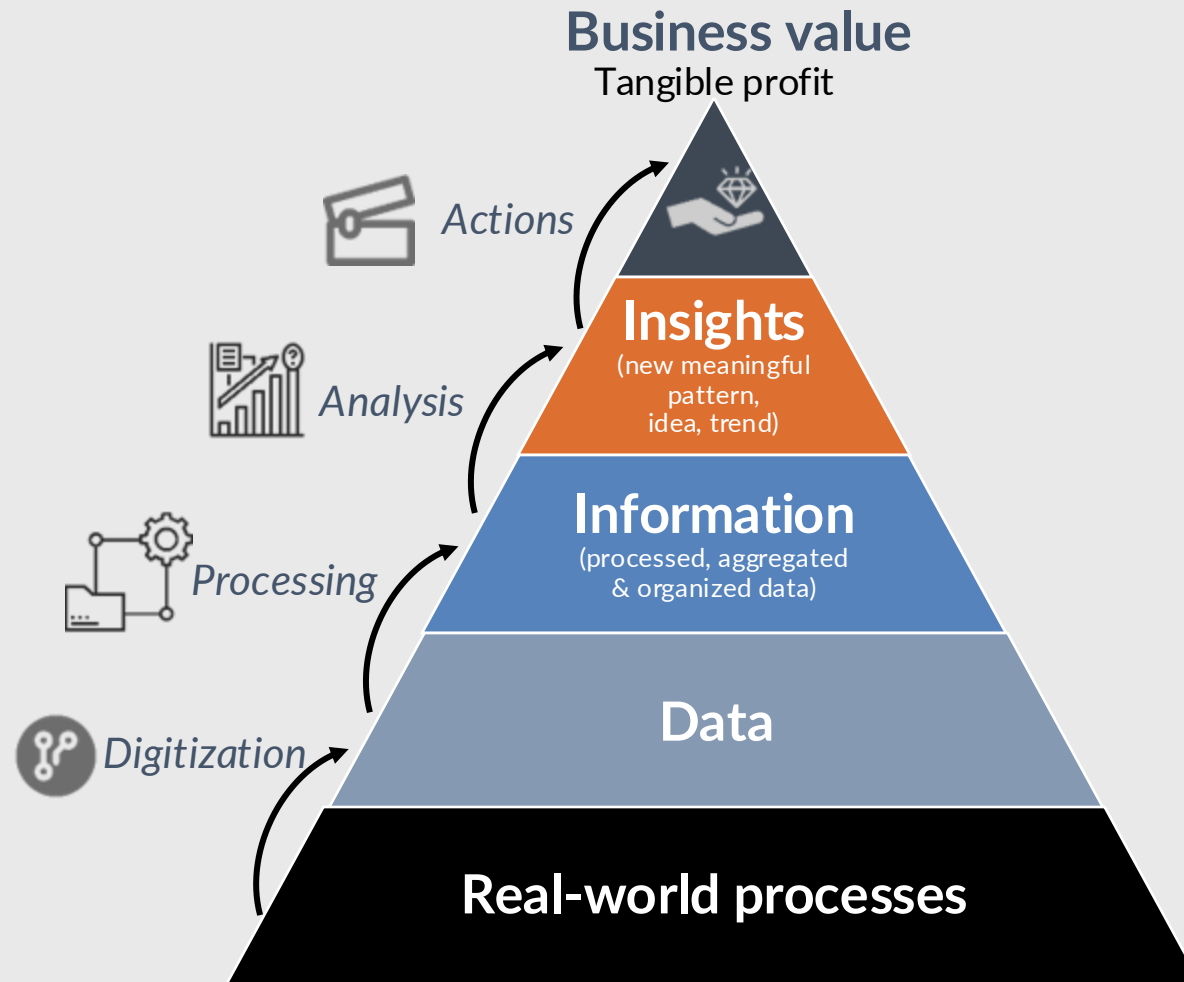 Business value
Tangible profit
Actions
Insights
(new meaningful
pattern,
idea, trend)
Analysis
Information
(processed, aggregated
& organized data)
Processing
Data
Digitization
Real-world processes